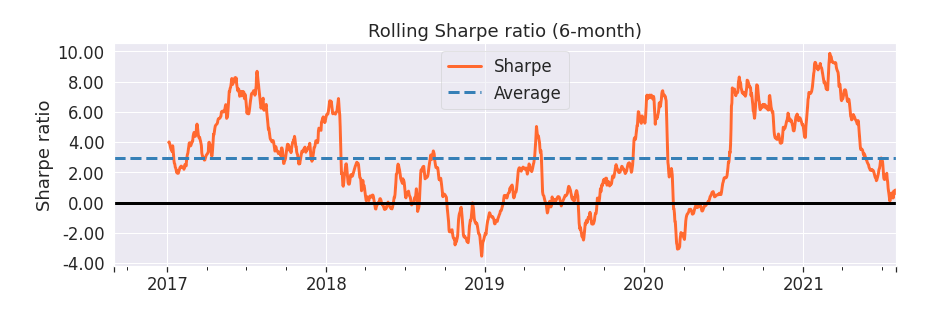 Rolling Sharpe ratio (6-month)
Sharpe ratio
10.00
8.00
6.00
4.00
2.00
0.00
-2.00
-4.00
Sharpe
Average
2017 2018 2019 2020 2021